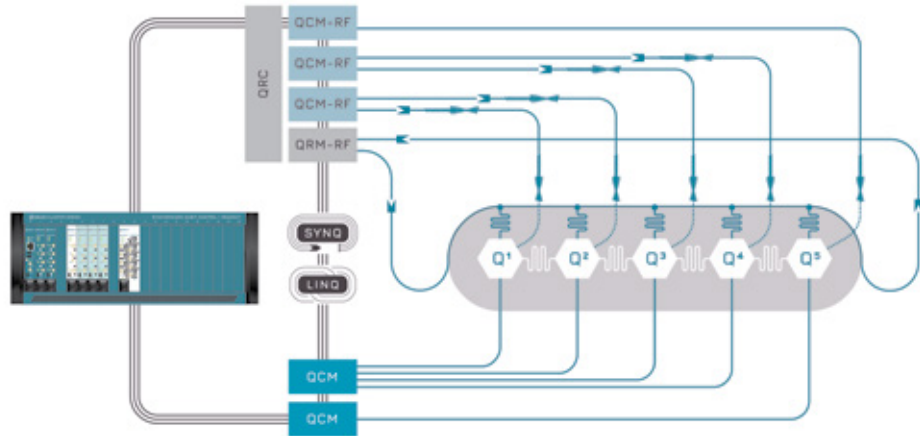 QCM-RF
QRC
QCM-RF
QCM-RF
QRM-RF
SYNQ
Q¹ Q² Q³ Q⁴ Q⁵
LINQ
QCM
QCM